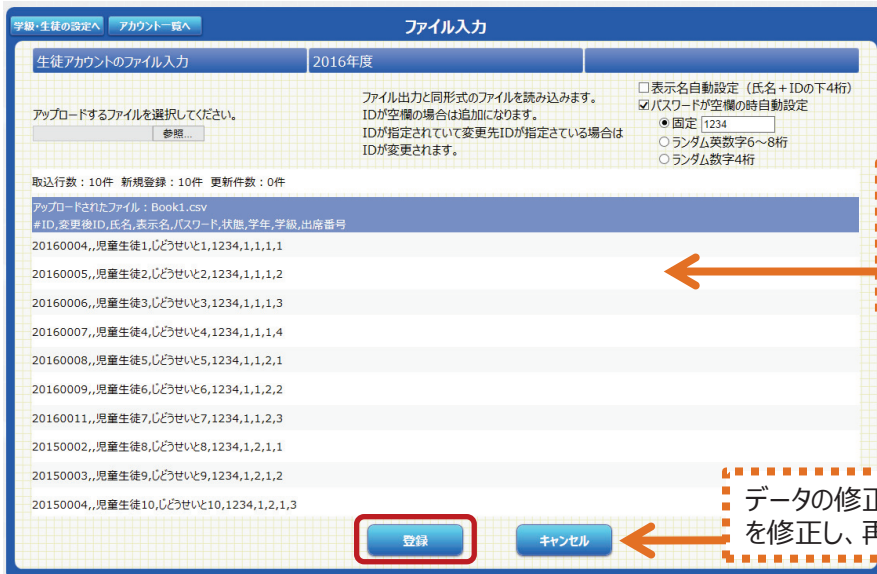 学級・生徒の設定へ アカウント一覧へ ファイル入力
生徒アカウントのファイル入力 2016年度
アップロードするファイルを選択してください。
参照...
ファイル出力と同形式のファイルを読み込みます。
IDが空欄の場合は追加になります。
IDが指定されていて変更先IDが指定さている場合は
IDが変更されます。
表示名自動設定（氏名＋IDの下4桁）
パスワードが空欄の時自動設定
固定 1234
ランダム英数字6～8桁
ランダム数字4桁
取込行数：10件 新規登録：10件 更新件数：0件
アップロードされたファイル：Book1.csv
#ID,変更後ID,氏名,表示名,パスワード,状態,学年,学級,出席番号
20160004,,児童生徒1,じどうせいと1,1234,1,1,1,1
20160005,,児童生徒2,じどうせいと2,1234,1,1,1,2
20160006,,児童生徒3,じどうせいと3,1234,1,1,1,3
20160007,,児童生徒4,じどうせいと4,1234,1,1,1,4
20160008,,児童生徒5,じどうせいと5,1234,1,1,2,1
20160009,,児童生徒6,じどうせいと6,1234,1,1,2,2
20160011,,児童生徒7,じどうせいと7,1234,1,1,2,3
20150002,,児童生徒8,じどうせいと8,1234,1,2,1,1
20150003,,児童生徒9,じどうせいと9,1234,1,2,1,2
20150004,,児童生徒10,じどうせいと10,1234,1,2,1,3
データの修正
を修正し、再
登録 キャンセル